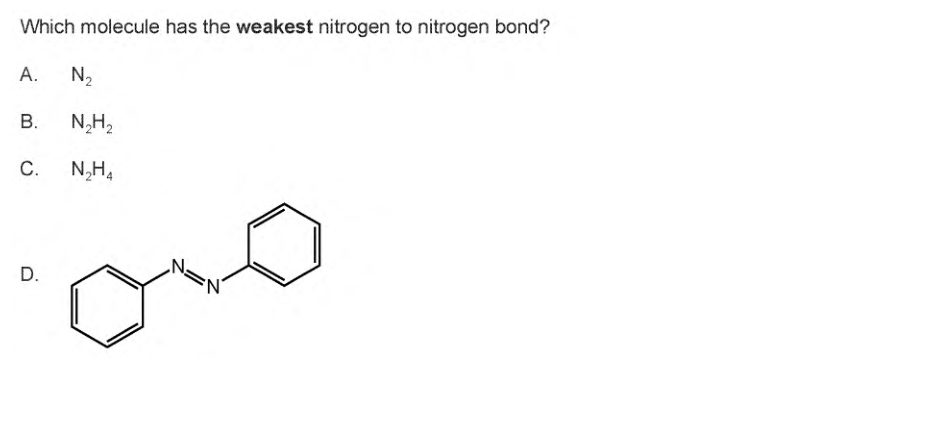 Which molecule has the weakest nitrogen to nitrogen bond?
A. N₂
B. N₂H₂
C. N₂H₄
D.
N
N